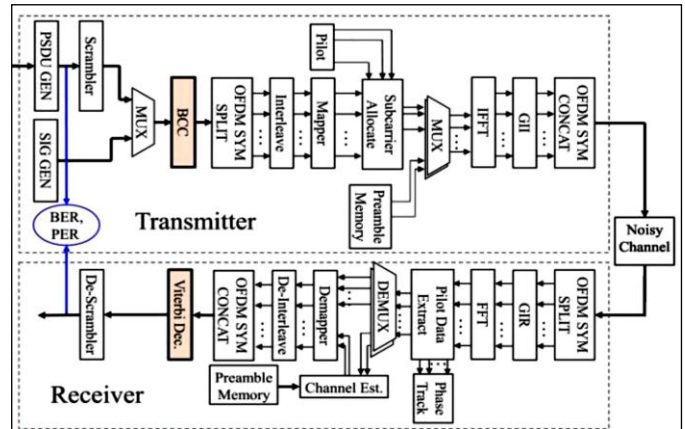 PSDU GEN
Scrambler
SIG GEN
MUX
BCC
OFDM SYM
SPLIT
Interleave
Mapper
Pilot
Subcarrier
Allocate
Preamble
Memory
MUX
IFFT
GII
OFDM SYM
CONCAT
BER,
PER
Transmitter
Noisy
Channel
De-Scrambler
Viterbi Dec.
OFDM SYM
CONCAT
De-Interleave
Demapper
DEMUX
Pilot Data
Extract
FFT
GIR
OFDM SYM
SPLIT
Preamble
Memory
Channel Est.
Phase
Track
Receiver